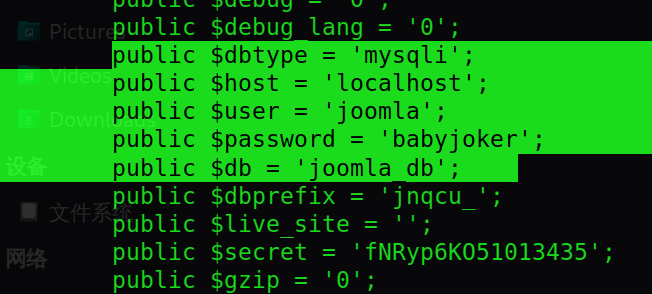 public $debug = '0';
public $debug_lang = '0';
public $dbtype = 'mysqli';
public $host = 'localhost';
public $user = 'joomla';
public $password = 'babyjoker';
public $db = 'joomla_db';
public $dbprefix = 'jnqcu_';
public $live_site = '';
public $secret = 'fNRyp6KO51013435';
public $gzip = '0';
Pictures
Videos
Downloads
设备
文件系统
网络